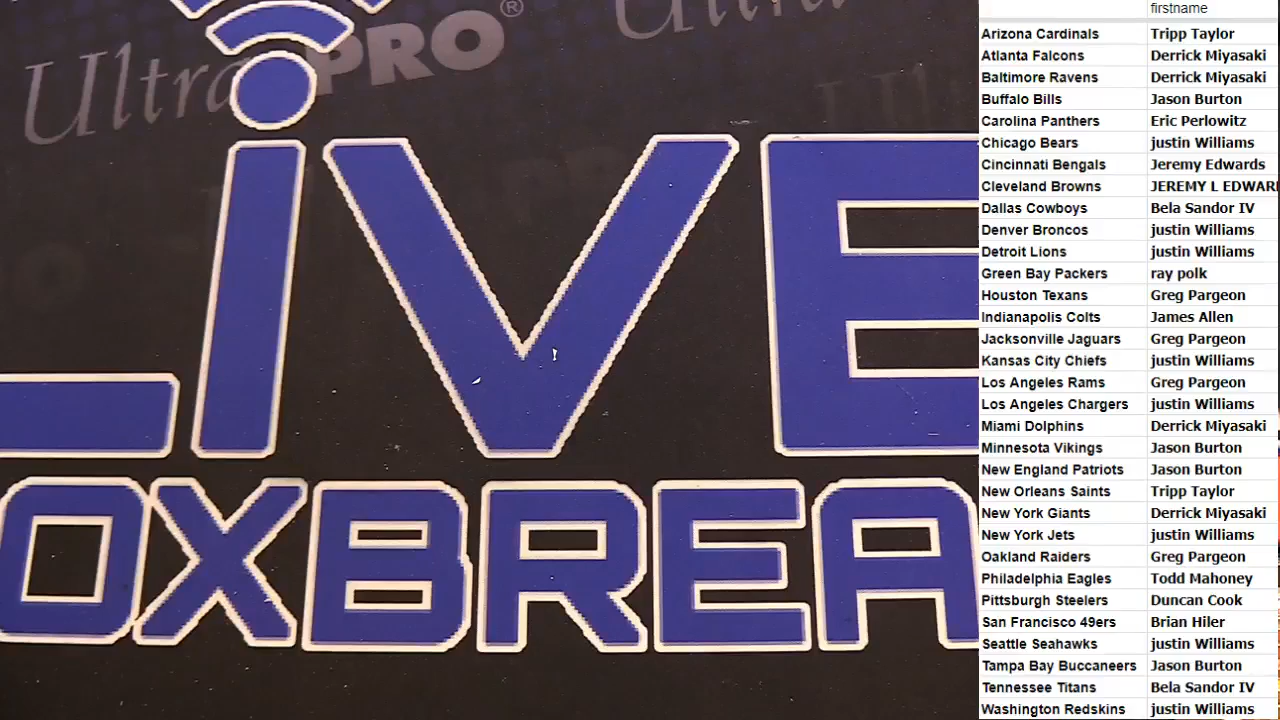 Ultra PRO® Ultra
LIVE
OXBREA
firstname
Arizona Cardinals Tripp Taylor
Atlanta Falcons Derrick Miyasaki
Baltimore Ravens Derrick Miyasaki
Buffalo Bills Jason Burton
Carolina Panthers Eric Perlowitz
Chicago Bears justin Williams
Cincinnati Bengals Jeremy Edwards
Cleveland Browns JEREMY L EDWAR
Dallas Cowboys Bela Sandor IV
Denver Broncos justin Williams
Detroit Lions justin Williams
Green Bay Packers ray polk
Houston Texans Greg Pargeon
Indianapolis Colts James Allen
Jacksonville Jaguars Greg Pargeon
Kansas City Chiefs justin Williams
Los Angeles Rams Greg Pargeon
Los Angeles Chargers justin Williams
Miami Dolphins Derrick Miyasaki
Minnesota Vikings Jason Burton
New England Patriots Jason Burton
New Orleans Saints Tripp Taylor
New York Giants Derrick Miyasaki
New York Jets justin Williams
Oakland Raiders Greg Pargeon
Philadelphia Eagles Todd Mahoney
Pittsburgh Steelers Duncan Cook
San Francisco 49ers Brian Hiler
Seattle Seahawks justin Williams
Tampa Bay Buccaneers Jason Burton
Tennessee Titans Bela Sandor IV
Washington Redskins justin Williams